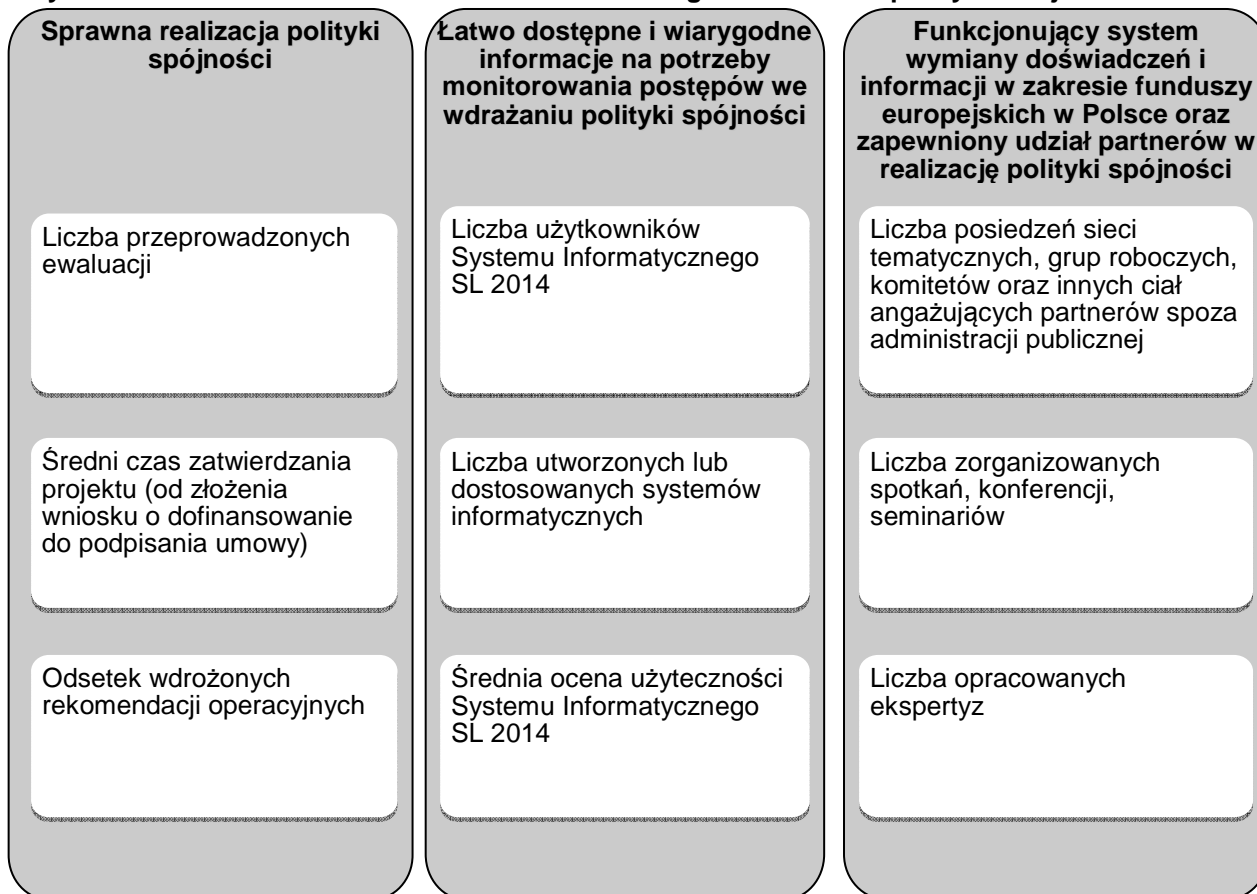 Sprawna realizacja polityki
spójności
Liczba przeprowadzonych
ewaluacji
Średni czas zatwierdzania
projektu (od złożenia
wniosku o dofinansowanie
do podpisania umowy)
Odsetek wdrożonych
rekomendacji operacyjnych
Łatwo dostępne i wiarygodne
informacje na potrzeby
monitorowania postępów we
wdrażaniu polityki spójności
Liczba użytkowników
Systemu Informatycznego
SL 2014
Liczba utworzonych lub
dostosowanych systemów
informatycznych
Średnia ocena użyteczności
Systemu Informatycznego
SL 2014
Funkcjonujący system
wymiany doświadczeń i
informacji w zakresie funduszy
europejskich w Polsce oraz
zapewniony udział partnerów w
realizację polityki spójności
Liczba posiedzeń sieci
tematycznych, grup roboczych,
komitetów oraz innych ciał
angażujących partnerów spoza
administracji publicznej
Liczba zorganizowanych
spotkań, konferencji,
seminariów
Liczba opracowanych
ekspertyz